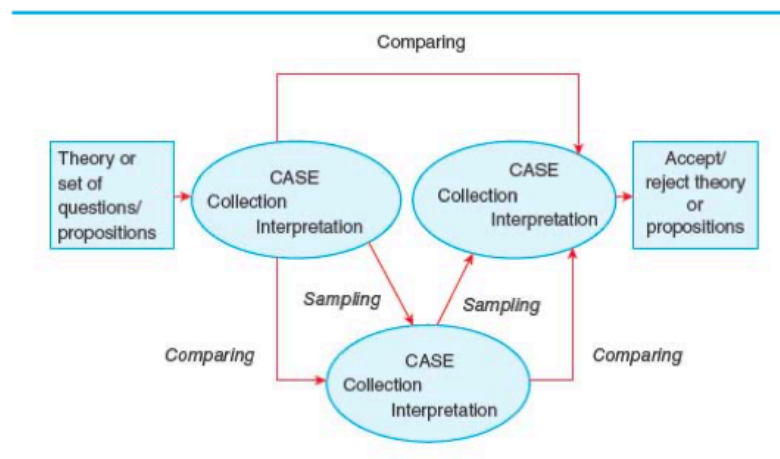 Comparing
Theory or
set of
questions/
propositions
CASE
Collection
Interpretation
CASE
Collection
Interpretation
Accept/
reject theory
or
propositions
Sampling
Sampling
Comparing
Comparing
CASE
Collection
Interpretation